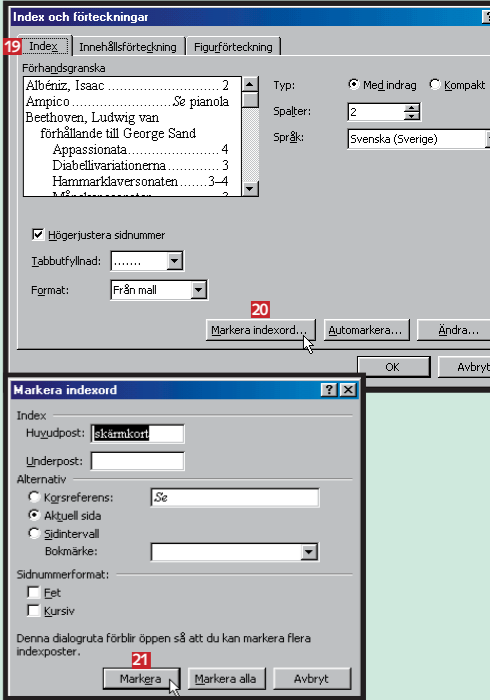 Index och förteckningar
19 Index Innehållsförteckning Figurförteckning
Förhandsgranska
Albéniz, Isaac 2
Ampico Se pianola
Beethoven, Ludwig van
förhållande till George Sand
Appassionata 4
Diabellivariationerna 3
Hammarklaversonaten 3–4
Typ: Med indrag Kompakt
Spalter: 2
Språk: Svenska (Sverige)
Högerjustera sidnummer
Tabbutfyllnad: .......
Format: Från mall
20
Markera indexord... Automarkera... Ändra...
OK Avbryt
Markera indexord
Index
Huvudpost: skärmkort
Underpost:
Alternativ
Korsreferens: Se
Aktuell sida
Sidintervall
Bokmärke:
Sidnummerformat:
Fet
Kursiv
Denna dialogruta förblir öppen så att du kan markera flera
indexposter.
21
Markera Markera alla Avbryt